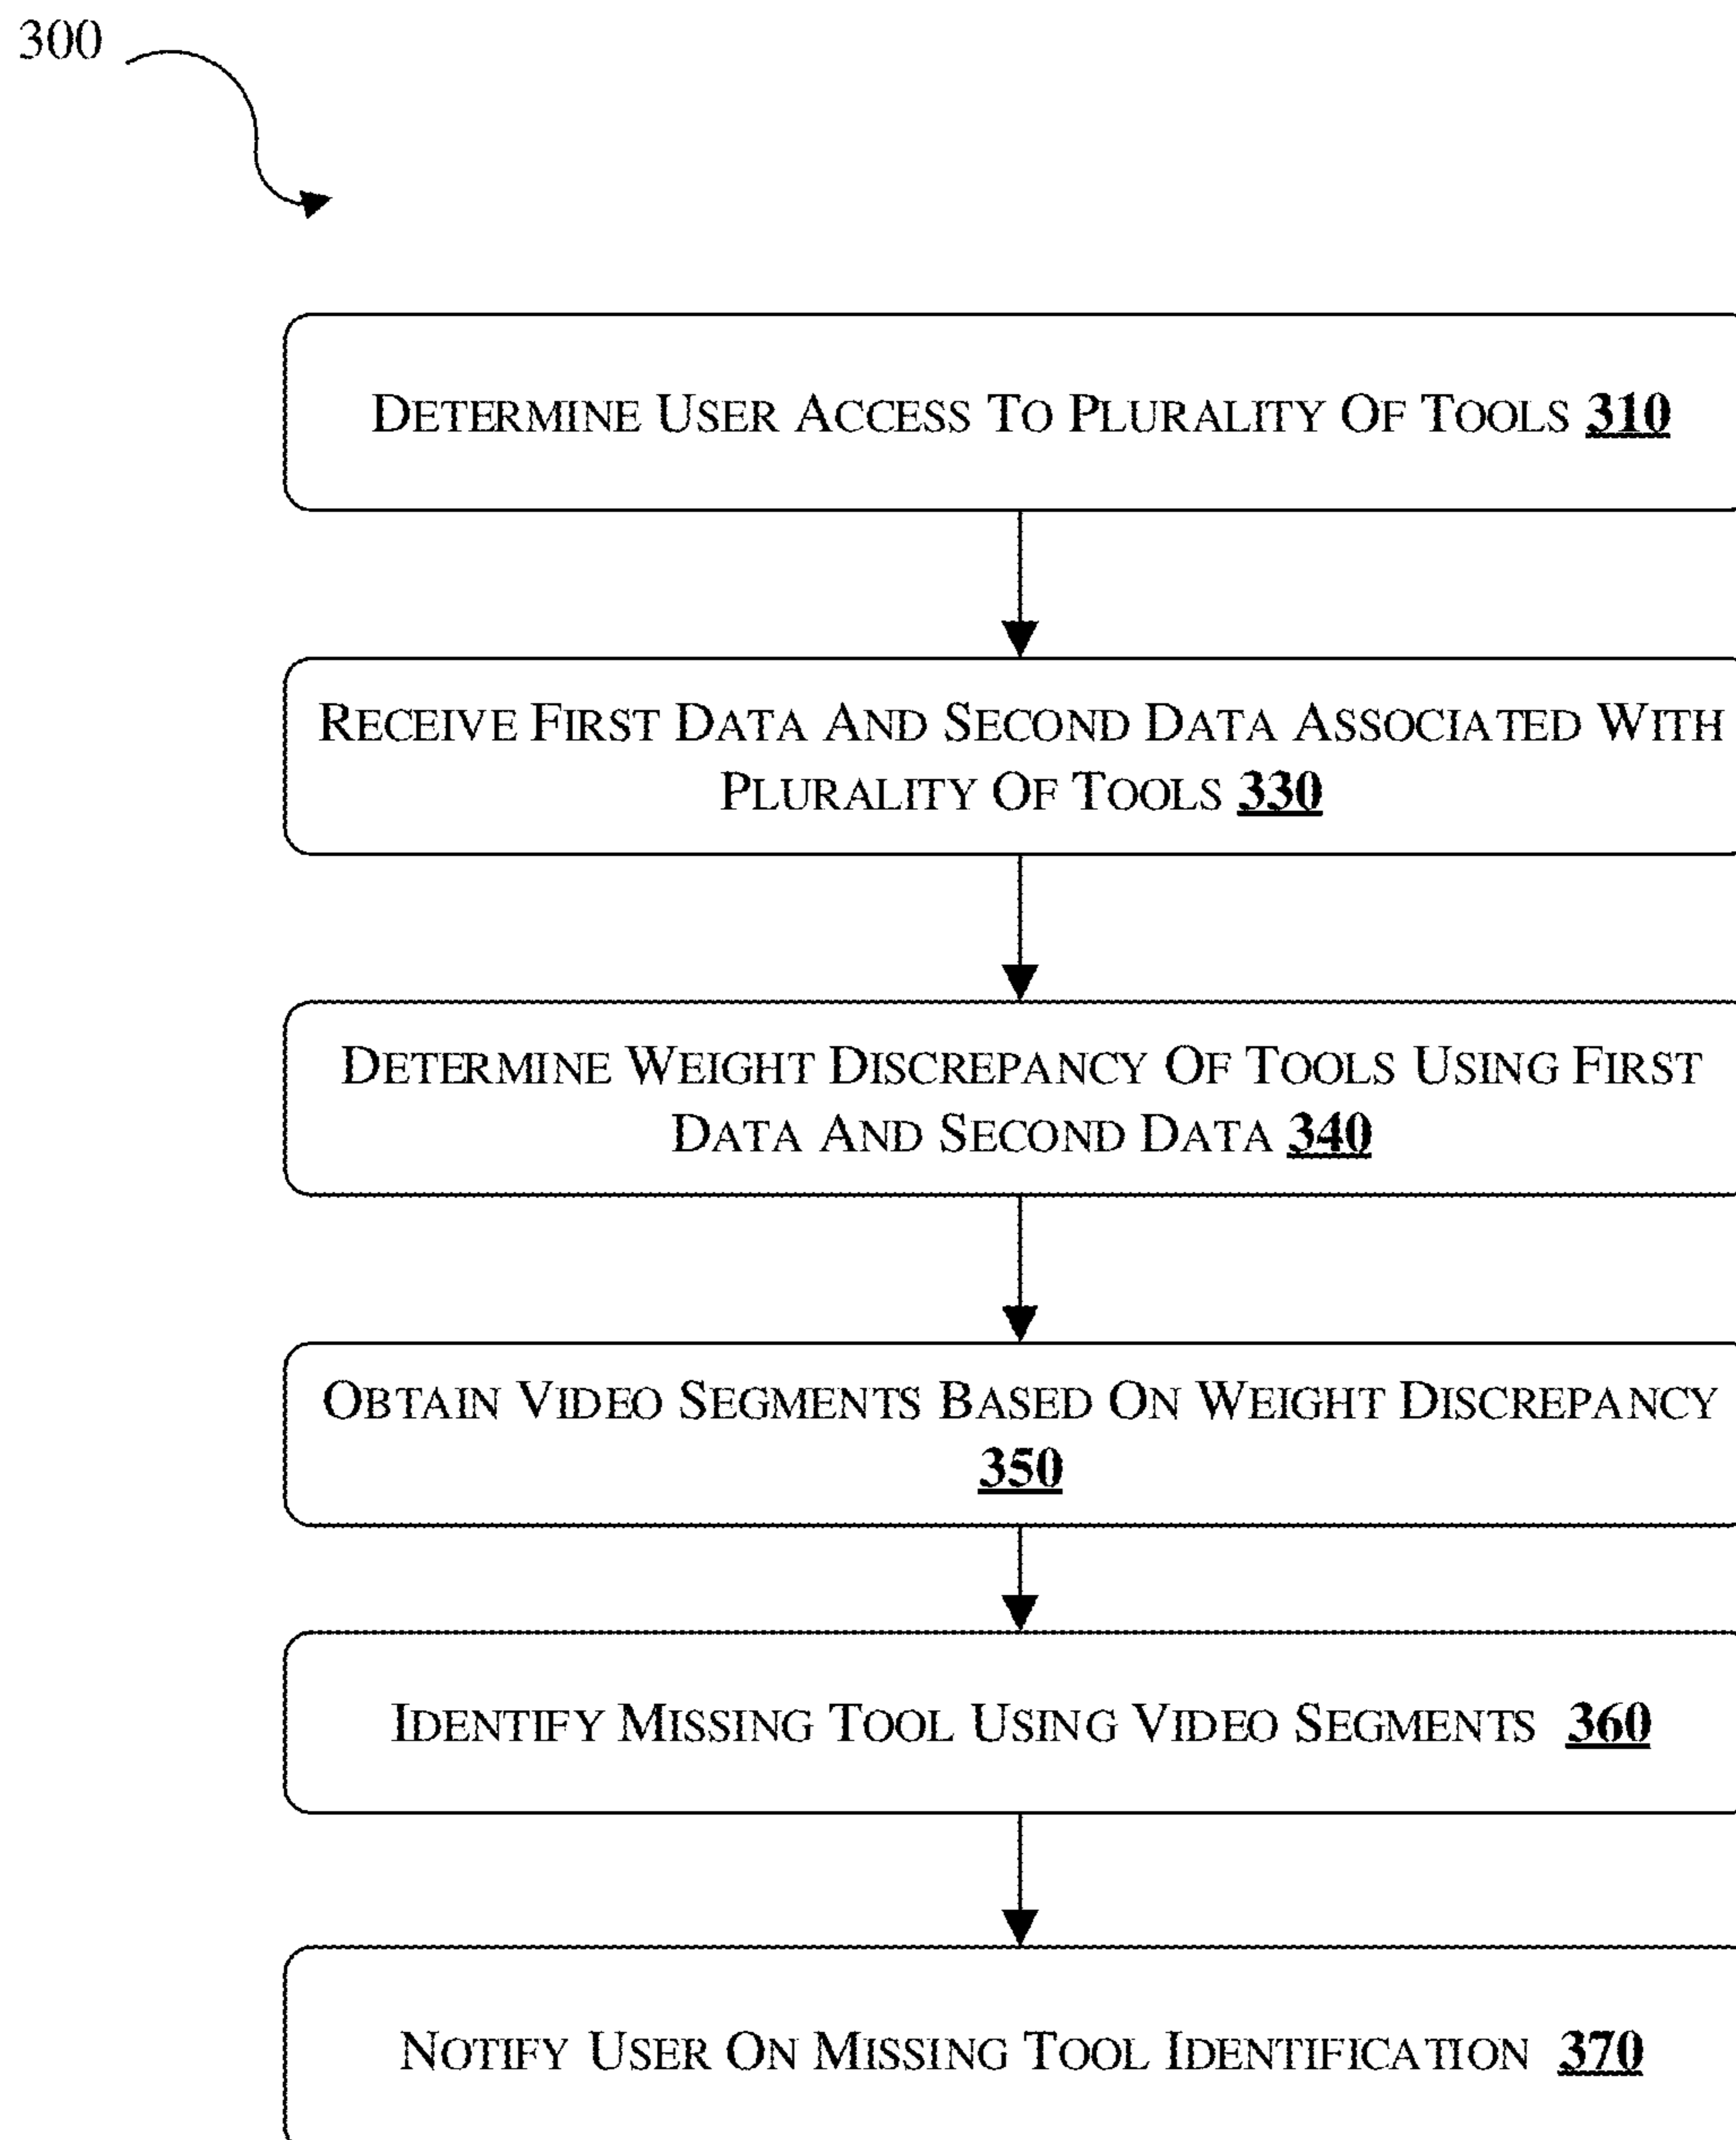 300
DETERMINE USER ACCESS TO PLURALITY OF TOOLS 310
RECEIVE FIRST DATA AND SECOND DATA ASSOCIATED WITH
PLURALITY OF TOOLS 330
DETERMINE WEIGHT DISCREPANCY OF TOOLS USING FIRST
DATA AND SECOND DATA 340
OBTAIN VIDEO SEGMENTS BASED ON WEIGHT DISCREPANCY
350
IDENTIFY MISSING TOOL USING VIDEO SEGMENTS 360
NOTIFY USER ON MISSING TOOL IDENTIFICATION 370